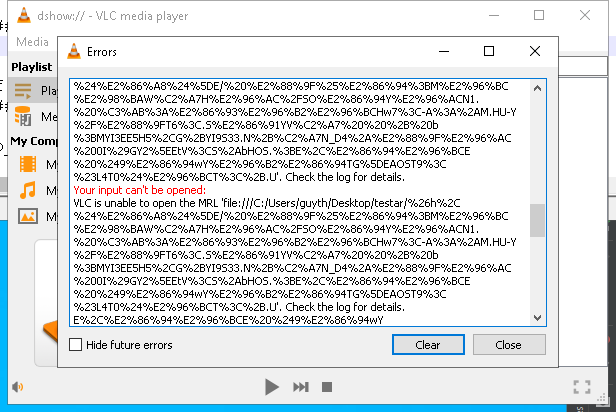 dshow:// - VLC media player
Media
Playlist
My Comp
Errors
%24%E2%86%A8%24%5DE/%20%E2%88%9F%25%E2%86%94%3BM%E2%96%BC
%E2%98%BAW%C2%A7H%E2%96%AC%2FSO%E2%86%94Y%E2%96%ACN1.
%20%C3%AB%3A%E2%86%93%E2%96%B2%E2%96%BCHw7%3C-A%3A%2AM.HU-Y
%2F%E2%88%9FT6%3C.S%E2%86%91YV%C2%A7%20%20%2B%20b
%3BMYI3EE5H5%2CG%2BYI9533.N%2B%C2%A7N_D4%2A%E2%88%9F%E2%96%AC
%200I%29GY2%5EEtV%3CS%2AbHOS.%3BE%2C%E2%86%94%E2%96%BCE
%20%249%E2%86%94wY%E2%96%B2%E2%86%94TG%5DEAOST9%3C
%23L4T0%24%E2%96%BCT%3C%2B.U'. Check the log for details.
Your input can't be opened:
VLC is unable to open the MRL 'file:///C:/Users/guyth/Desktop/testar/%26h%2C
%24%E2%86%A8%24%5DE/%20%E2%88%9F%25%E2%86%94%3BM%E2%96%BC
%E2%98%BAW%C2%A7H%E2%96%AC%2FSO%E2%86%94Y%E2%96%ACN1.
%20%C3%AB%3A%E2%86%93%E2%96%B2%E2%96%BCHw7%3C-A%3A%2AM.HU-Y
%2F%E2%88%9FT6%3C.S%E2%86%91YV%C2%A7%20%20%2B%20b
%3BMYI3EE5H5%2CG%2BYI9533.N%2B%C2%A7N_D4%2A%E2%88%9F%E2%96%AC
%200I%29GY2%5EEtV%3CS%2AbHOS.%3BE%2C%E2%86%94%E2%96%BCE
%20%249%E2%86%94wY%E2%96%B2%E2%86%94TG%5DEAOST9%3C
%23L4T0%24%E2%96%BCT%3C%2B.U'. Check the log for details.
E%2C%E2%86%94%E2%96%BCE%20%249%E2%86%94wY
Hide future errors
Clear
Close